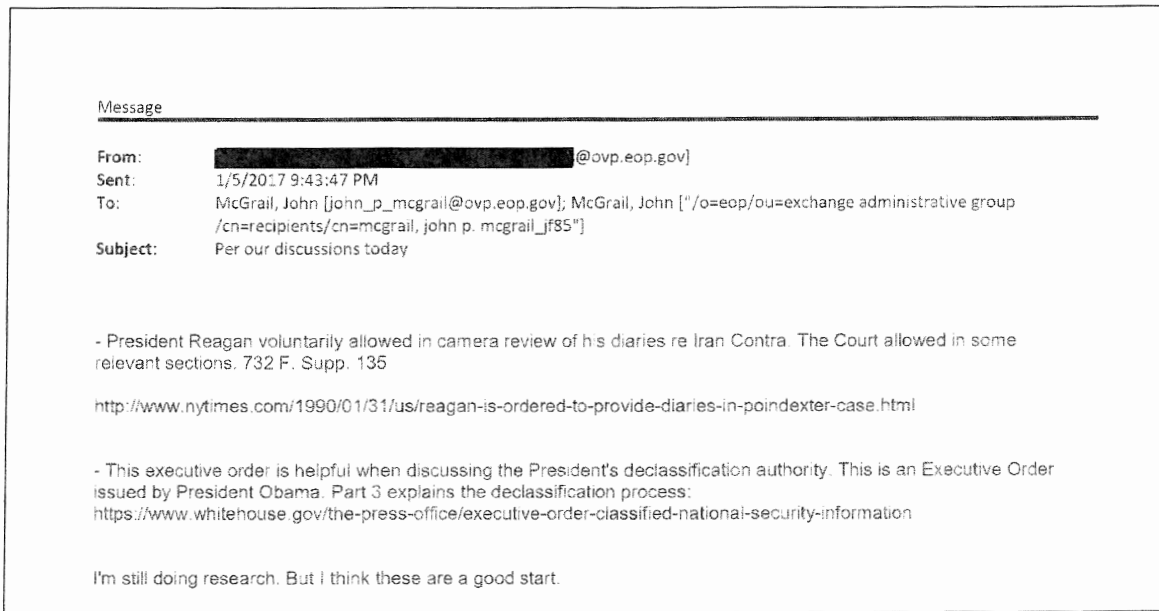 Message
From: @ovp.eop.gov]
Sent: 1/5/2017 9:43:47 PM
To: McGrail, John [john_p_mcgrail@ovp.eop.gov]; McGrail, John ["/o=eop/ou=exchange administrative group
/cn=recipients/cn=mcgrail, john p. mcgrail_jf85"]
Subject: Per our discussions today
- President Reagan voluntarily allowed in camera review of his diaries re Iran Contra. The Court allowed in some
relevant sections. 732 F. Supp. 135
http://www.nytimes.com/1990/01/31/us/reagan-is-ordered-to-provide-diaries-in-poindexter-case.html
- This executive order is helpful when discussing the President's declassification authority. This is an Executive Order
issued by President Obama. Part 3 explains the declassification process:
https://www.whitehouse.gov/the-press-office/executive-order-classified-national-security-information
I'm still doing research. But I think these are a good start.